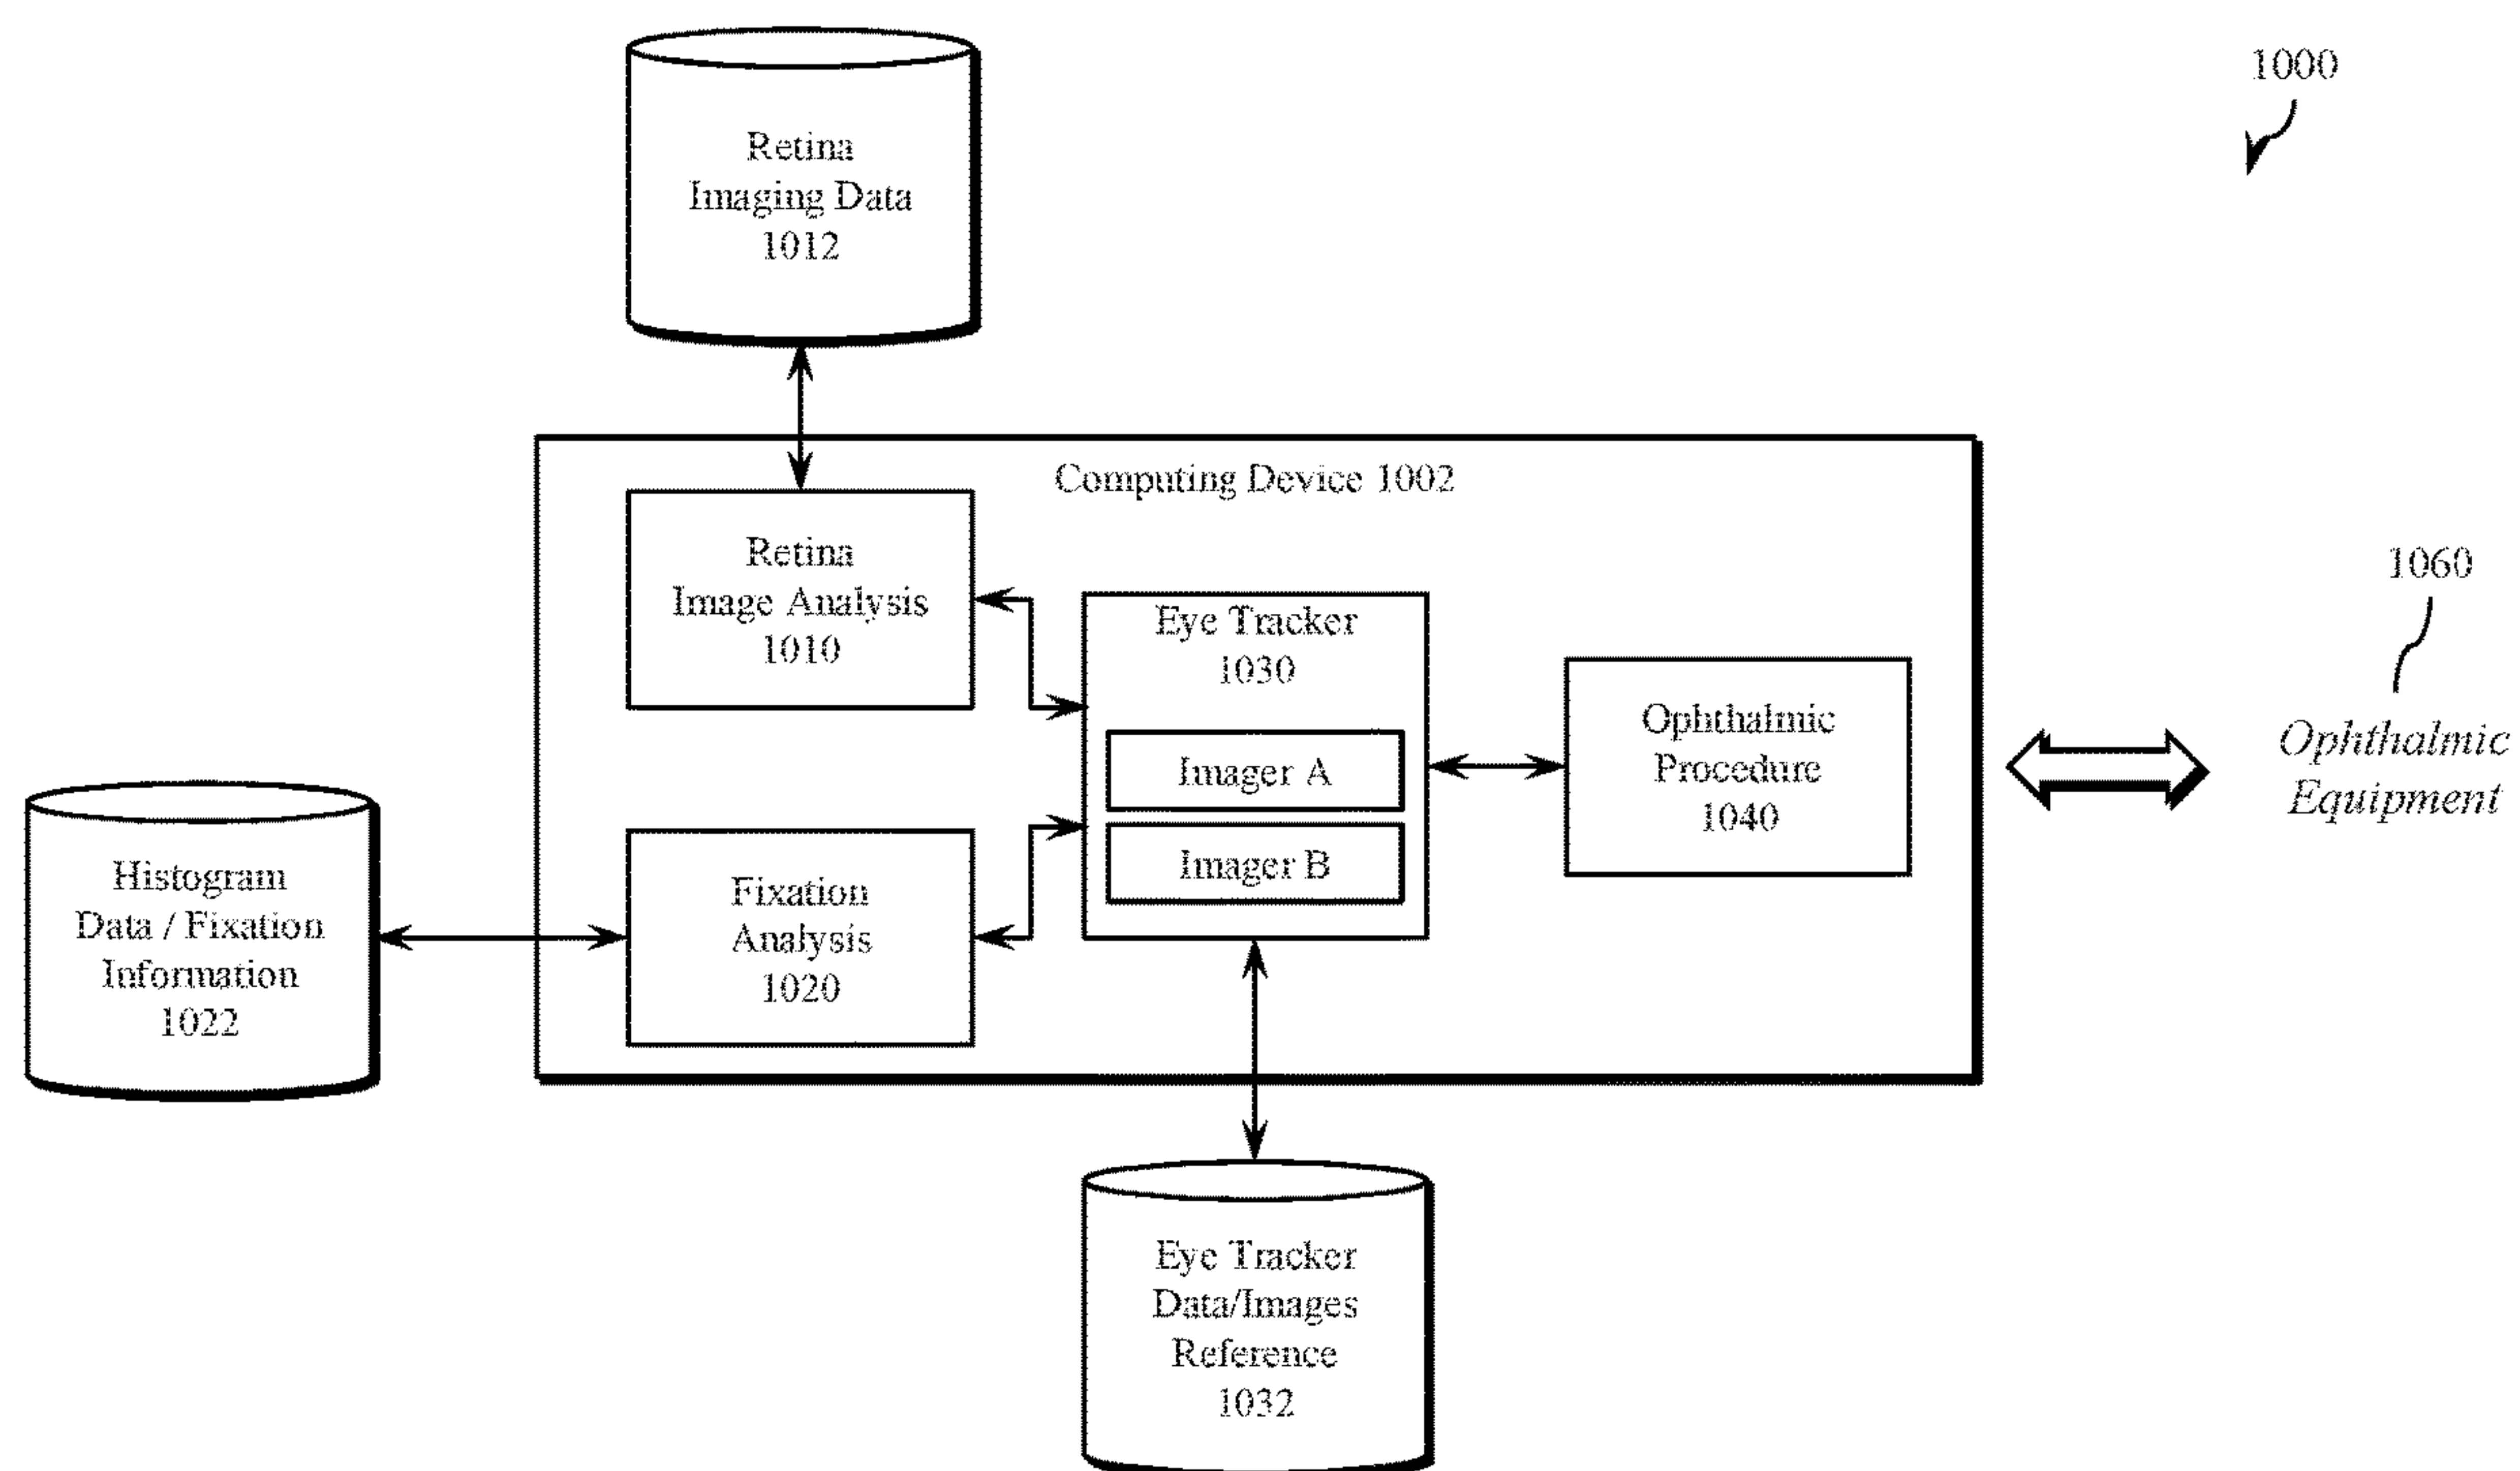 1000
Retina
Imaging Data
1012
Computing Device 1002
Retina
Image Analysis
1010
Eye Tracker
1030
Imager A
Imager B
Ophthalmic
Procedure
1040
1060
Ophthalmic
Equipment
Histogram
Data / Fixation
Information
1022
Fixation
Analysis
1020
Eye Tracker
Data/Images
Reference
1032